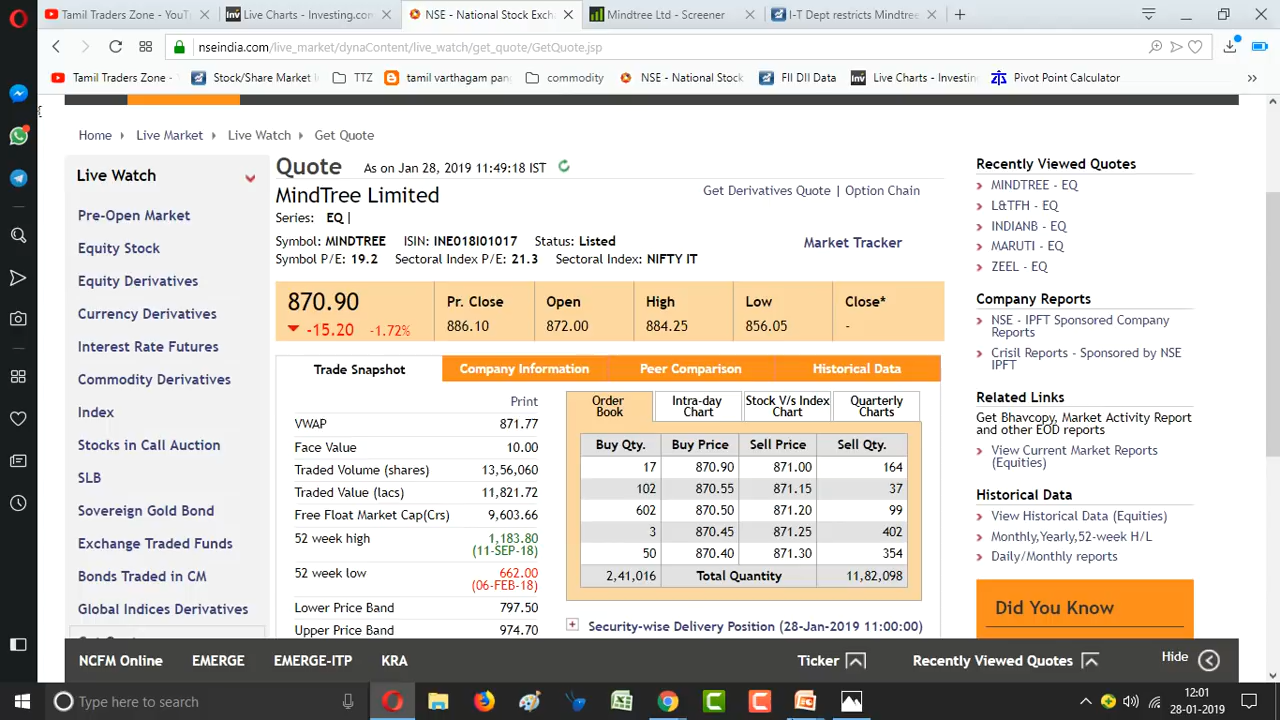 Tamil Traders Zone - YouT
Live Charts - Investing.com
NSE - National Stock Exch
Mindtree Ltd - Screener
I-T Dept restricts Mindtree
nseindia.com/live_market/dynaContent/live_watch/get_quote/GetQuote.jsp
Tamil Traders Zone -
Stock/Share Market I
TTZ
tamil varthagam pang
commodity
NSE - National Stock
FII DII Data
Live Charts - Investin
Pivot Point Calculator
Home Live Market Live Watch Get Quote
Live Watch
Pre-Open Market
Equity Stock
Equity Derivatives
Currency Derivatives
Interest Rate Futures
Commodity Derivatives
Index
Stocks in Call Auction
SLB
Sovereign Gold Bond
Exchange Traded Funds
Bonds Traded in CM
Global Indices Derivatives
Quote As on Jan 28, 2019 11:49:18 IST
MindTree Limited
Get Derivatives Quote | Option Chain
Series: EQ |
Symbol: MINDTREE ISIN: INE018I01017 Status: Listed
Market Tracker
Symbol P/E: 19.2 Sectoral Index P/E: 21.3 Sectoral Index: NIFTY IT
870.90 Pr. Close Open High Low Close*
-15.20 -1.72% 886.10 872.00 884.25 856.05 -
Trade Snapshot Company Information Peer Comparison Historical Data
Print
VWAP 871.77
Face Value 10.00
Traded Volume (shares) 13,56,060
Traded Value (lacs) 11,821.72
Free Float Market Cap(Crs) 9,603.66
52 week high 1,183.80
(11-SEP-18)
52 week low 662.00
(06-FEB-18)
Lower Price Band 797.50
Upper Price Band 974.70
Order Book
Intra-day Chart
Stock V/s Index Chart
Quarterly Charts
Buy Qty. Buy Price Sell Price Sell Qty.
17 870.90 871.00 164
102 870.55 871.15 37
602 870.50 871.20 99
3 870.45 871.25 402
50 870.40 871.30 354
2,41,016 Total Quantity 11,82,098
Security-wise Delivery Position (28-Jan-2019 11:00:00)
Recently Viewed Quotes
MINDTREE - EQ
L&TFH - EQ
INDIANB - EQ
MARUTI - EQ
ZEEL - EQ
Company Reports
NSE - IPFT Sponsored Company
Reports
Crisil Reports - Sponsored by NSE
IPFT
Related Links
Get Bhavcopy, Market Activity Report
and other EOD reports
View Current Market Reports
(Equities)
Historical Data
View Historical Data (Equities)
Monthly,Yearly,52-week H/L
Daily/Monthly reports
Did You Know
NCFM Online EMERGE EMERGE-ITP KRA
Ticker Recently Viewed Quotes Hide
Type here to search
12:01
28-01-2019